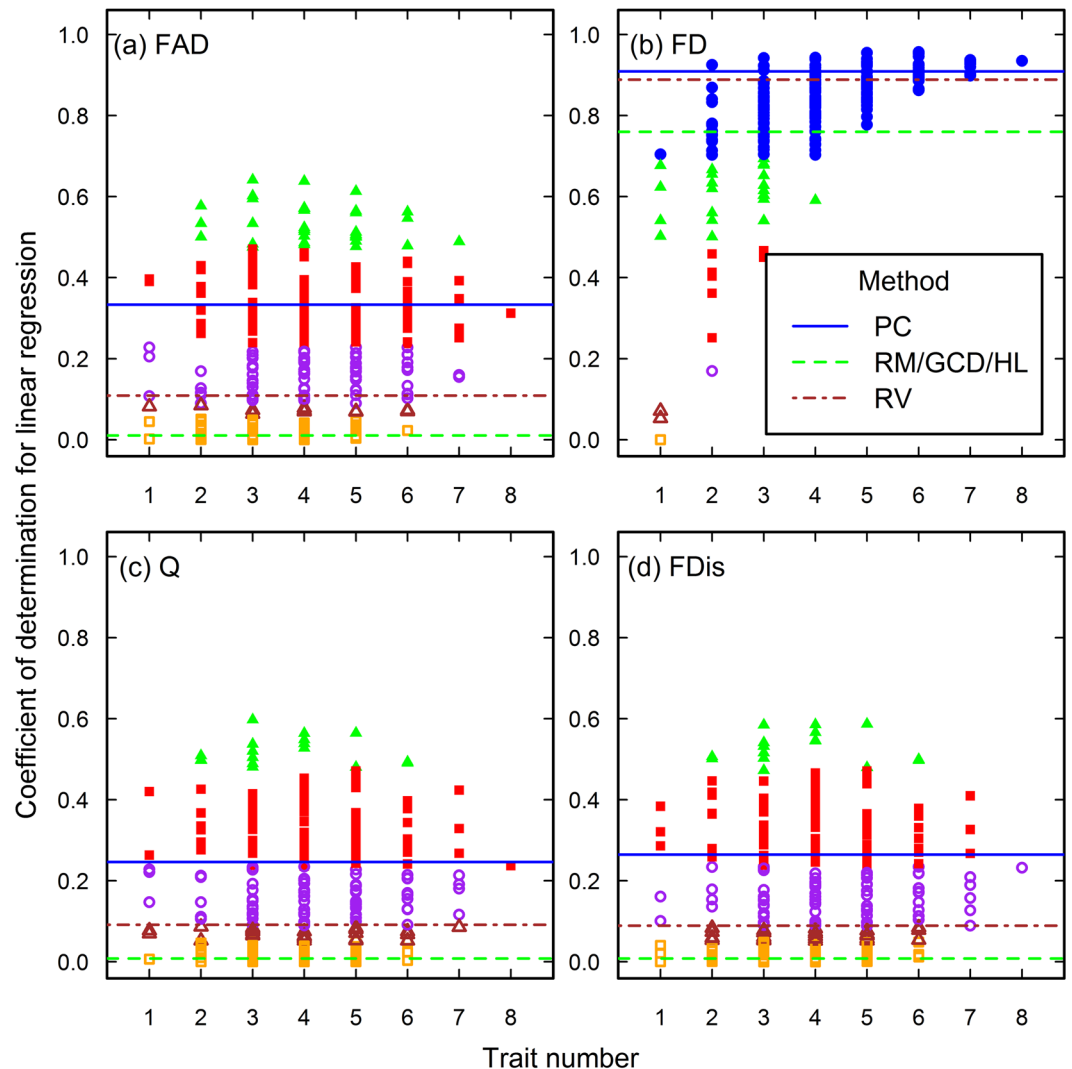 (a) FAD
1.0
0.8
0.6
0.4
0.2
0.0
1 2 3 4 5 6 7 8
(b) FD
1.0
0.8
0.6
0.4
0.2
0.0
1 2 3 4 5 6 7 8
Method
PC
RM/GCD/HL
RV
(c) Q
1.0
0.8
0.6
0.4
0.2
0.0
1 2 3 4 5 6 7 8
(d) FDis
1.0
0.8
0.6
0.4
0.2
0.0
1 2 3 4 5 6 7 8
Coefficient of determination for linear regression
Trait number